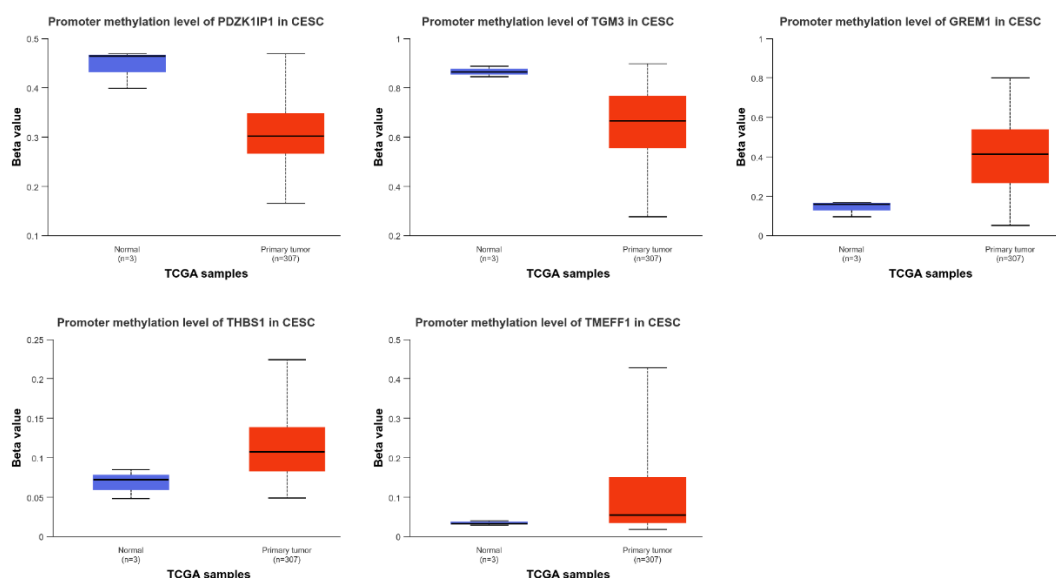 Promoter methylation level of PDZK1IP1 in CESC
Beta value
0.5
0.4
0.3
0.2
0.1
Normal
(n=3)
Primary tumor
(n=307)
TCGA samples
Promoter methylation level of TGM3 in CESC
Beta value
1
0.8
0.6
0.4
0.2
Normal
(n=3)
Primary tumor
(n=307)
TCGA samples
Promoter methylation level of GREM1 in CESC
Beta value
1
0.8
0.6
0.4
0.2
0
Normal
(n=3)
Primary tumor
(n=307)
TCGA samples
Promoter methylation level of THBS1 in CESC
Beta value
0.25
0.2
0.15
0.1
0.05
0
Normal
(n=3)
Primary tumor
(n=307)
TCGA samples
Promoter methylation level of TMEFF1 in CESC
Beta value
0.5
0.4
0.3
0.2
0.1
0
Normal
(n=3)
Primary tumor
(n=307)
TCGA samples